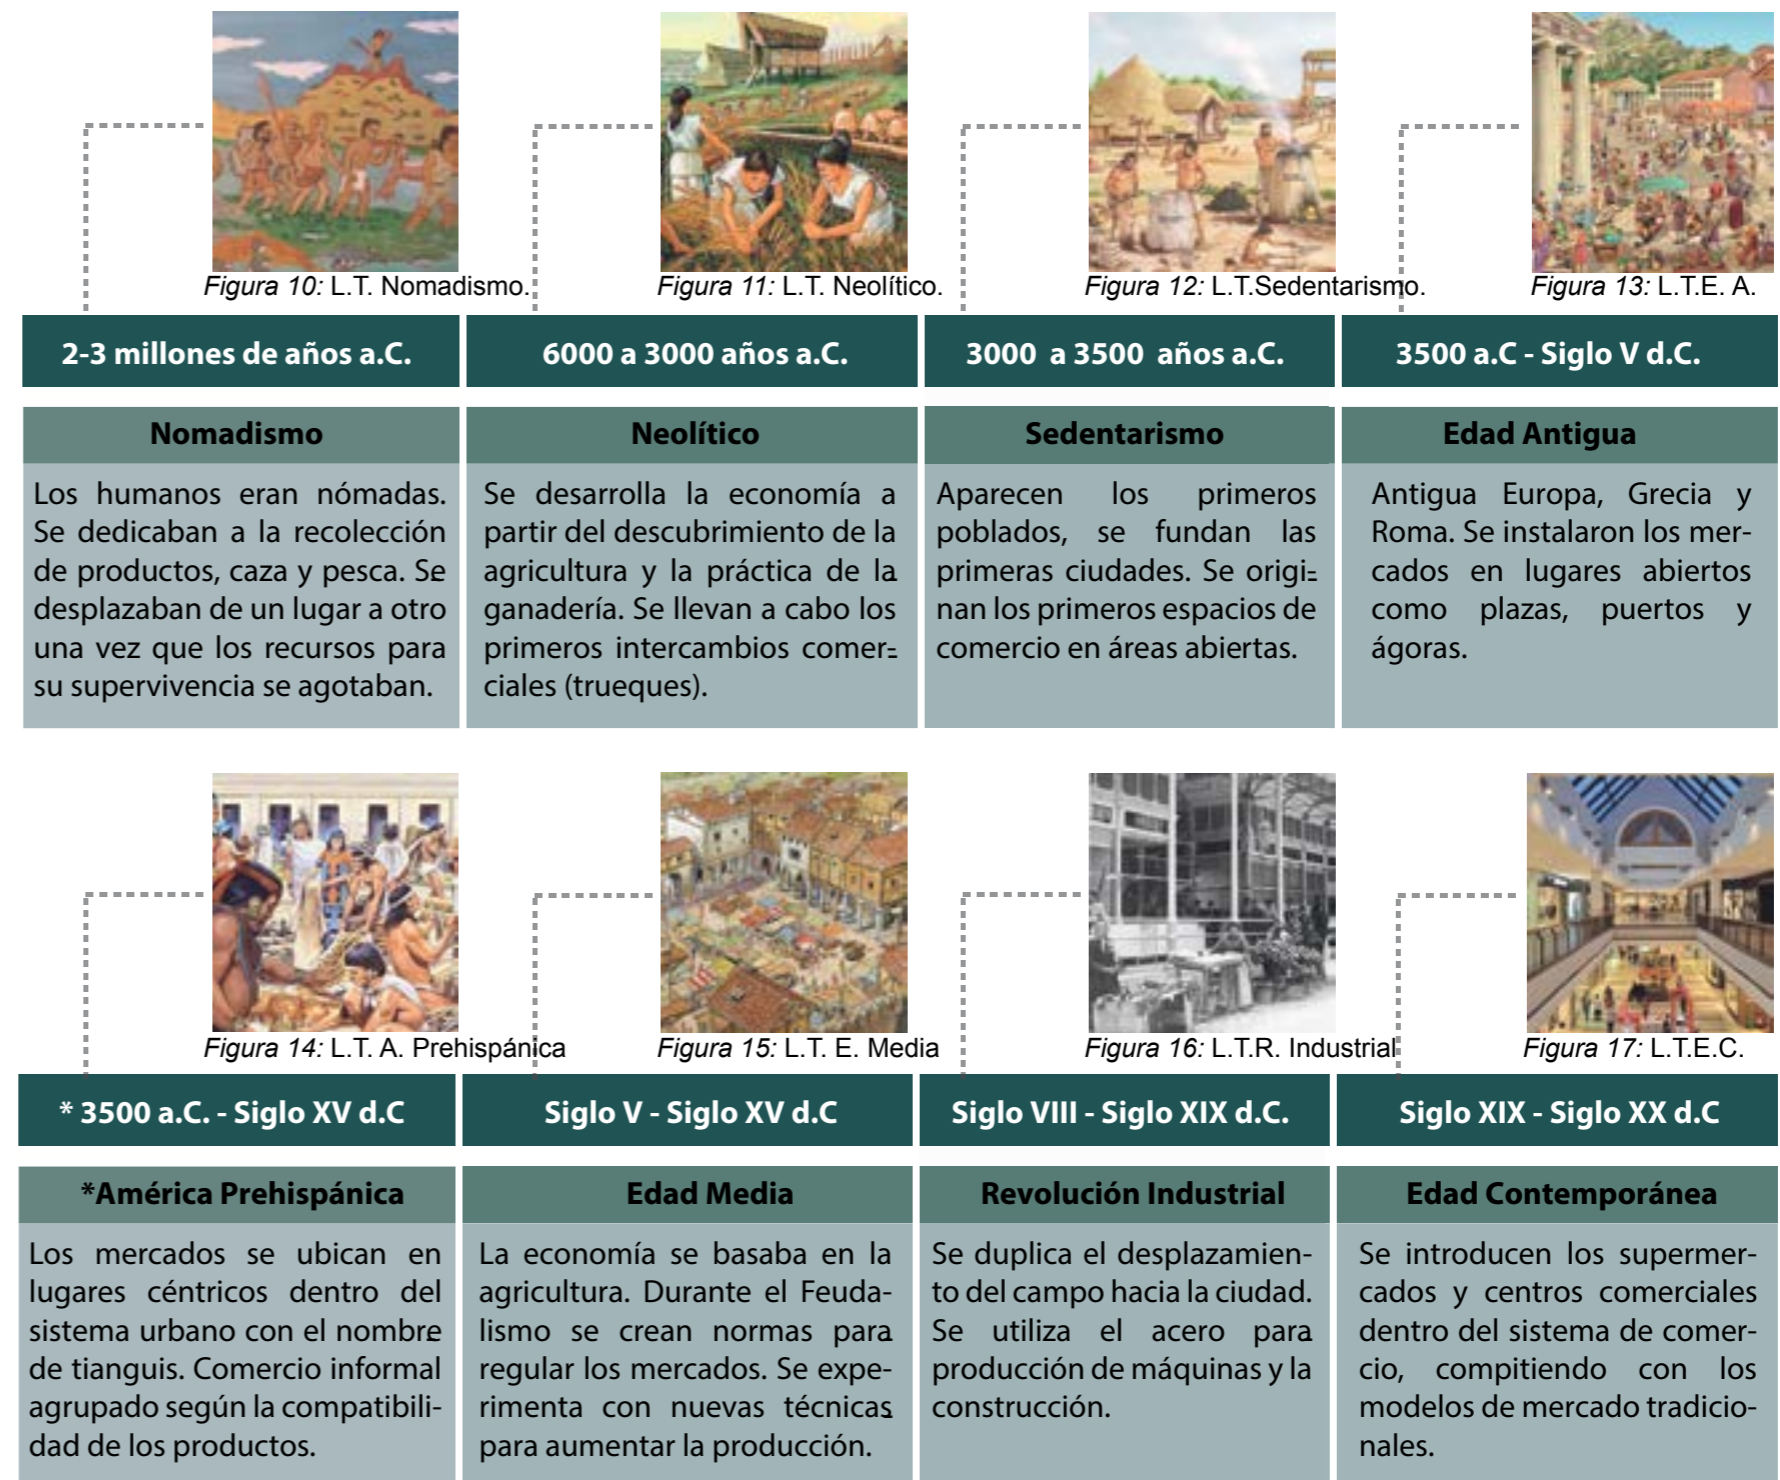 Figura 10: L.T. Nomadismo.
Figura 11: L.T. Neolítico.
Figura 12: L.T.Sedentarismo.
Figura 13: L.T.E. A.
2-3 millones de años a.C.
6000 a 3000 años a.C.
3000 a 3500 años a.C.
3500 a.C - Siglo V d.C.
Nomadismo
Los humanos eran nómadas.
Se dedicaban a la recolección
de productos, caza y pesca. Se
desplazaban de un lugar a otro
una vez que los recursos para
su supervivencia se agotaban.
Neolítico
Se desarrolla la economía a
partir del descubrimiento de la
agricultura y la práctica de la
ganadería. Se llevan a cabo los
primeros intercambios comer-
ciales (trueques).
Sedentarismo
Aparecen los primeros
poblados, se fundan las
primeras ciudades. Se origi-
nan los primeros espacios de
comercio en áreas abiertas.
Edad Antigua
Antigua Europa, Grecia y
Roma. Se instalaron los mer-
cados en lugares abiertos
como plazas, puertos y
ágoras.
Figura 14: L.T. A. Prehispánica
Figura 15: L.T. E. Media
Figura 16: L.T.R. Industrial
Figura 17: L.T.E.C.
* 3500 a.C. - Siglo XV d.C
Siglo V - Siglo XV d.C
Siglo VIII - Siglo XIX d.C.
Siglo XIX - Siglo XX d.C
*América Prehispánica
Los mercados se ubican en
lugares céntricos dentro del
sistema urbano con el nombre
de tianguis. Comercio informal
agrupado según la compatibili-
dad de los productos.
Edad Media
La economía se basaba en la
agricultura. Durante el Feuda-
lismo se crean normas para
regular los mercados. Se expe-
rimenta con nuevas técnicas
para aumentar la producción.
Revolución Industrial
Se duplica el desplazamien-
to del campo hacia la ciudad.
Se utiliza el acero para
producción de máquinas y la
construcción.
Edad Contemporánea
Se introducen los supermer-
cados y centros comerciales
dentro del sistema de comer-
cio, compitiendo con los
modelos de mercado tradicio-
nales.